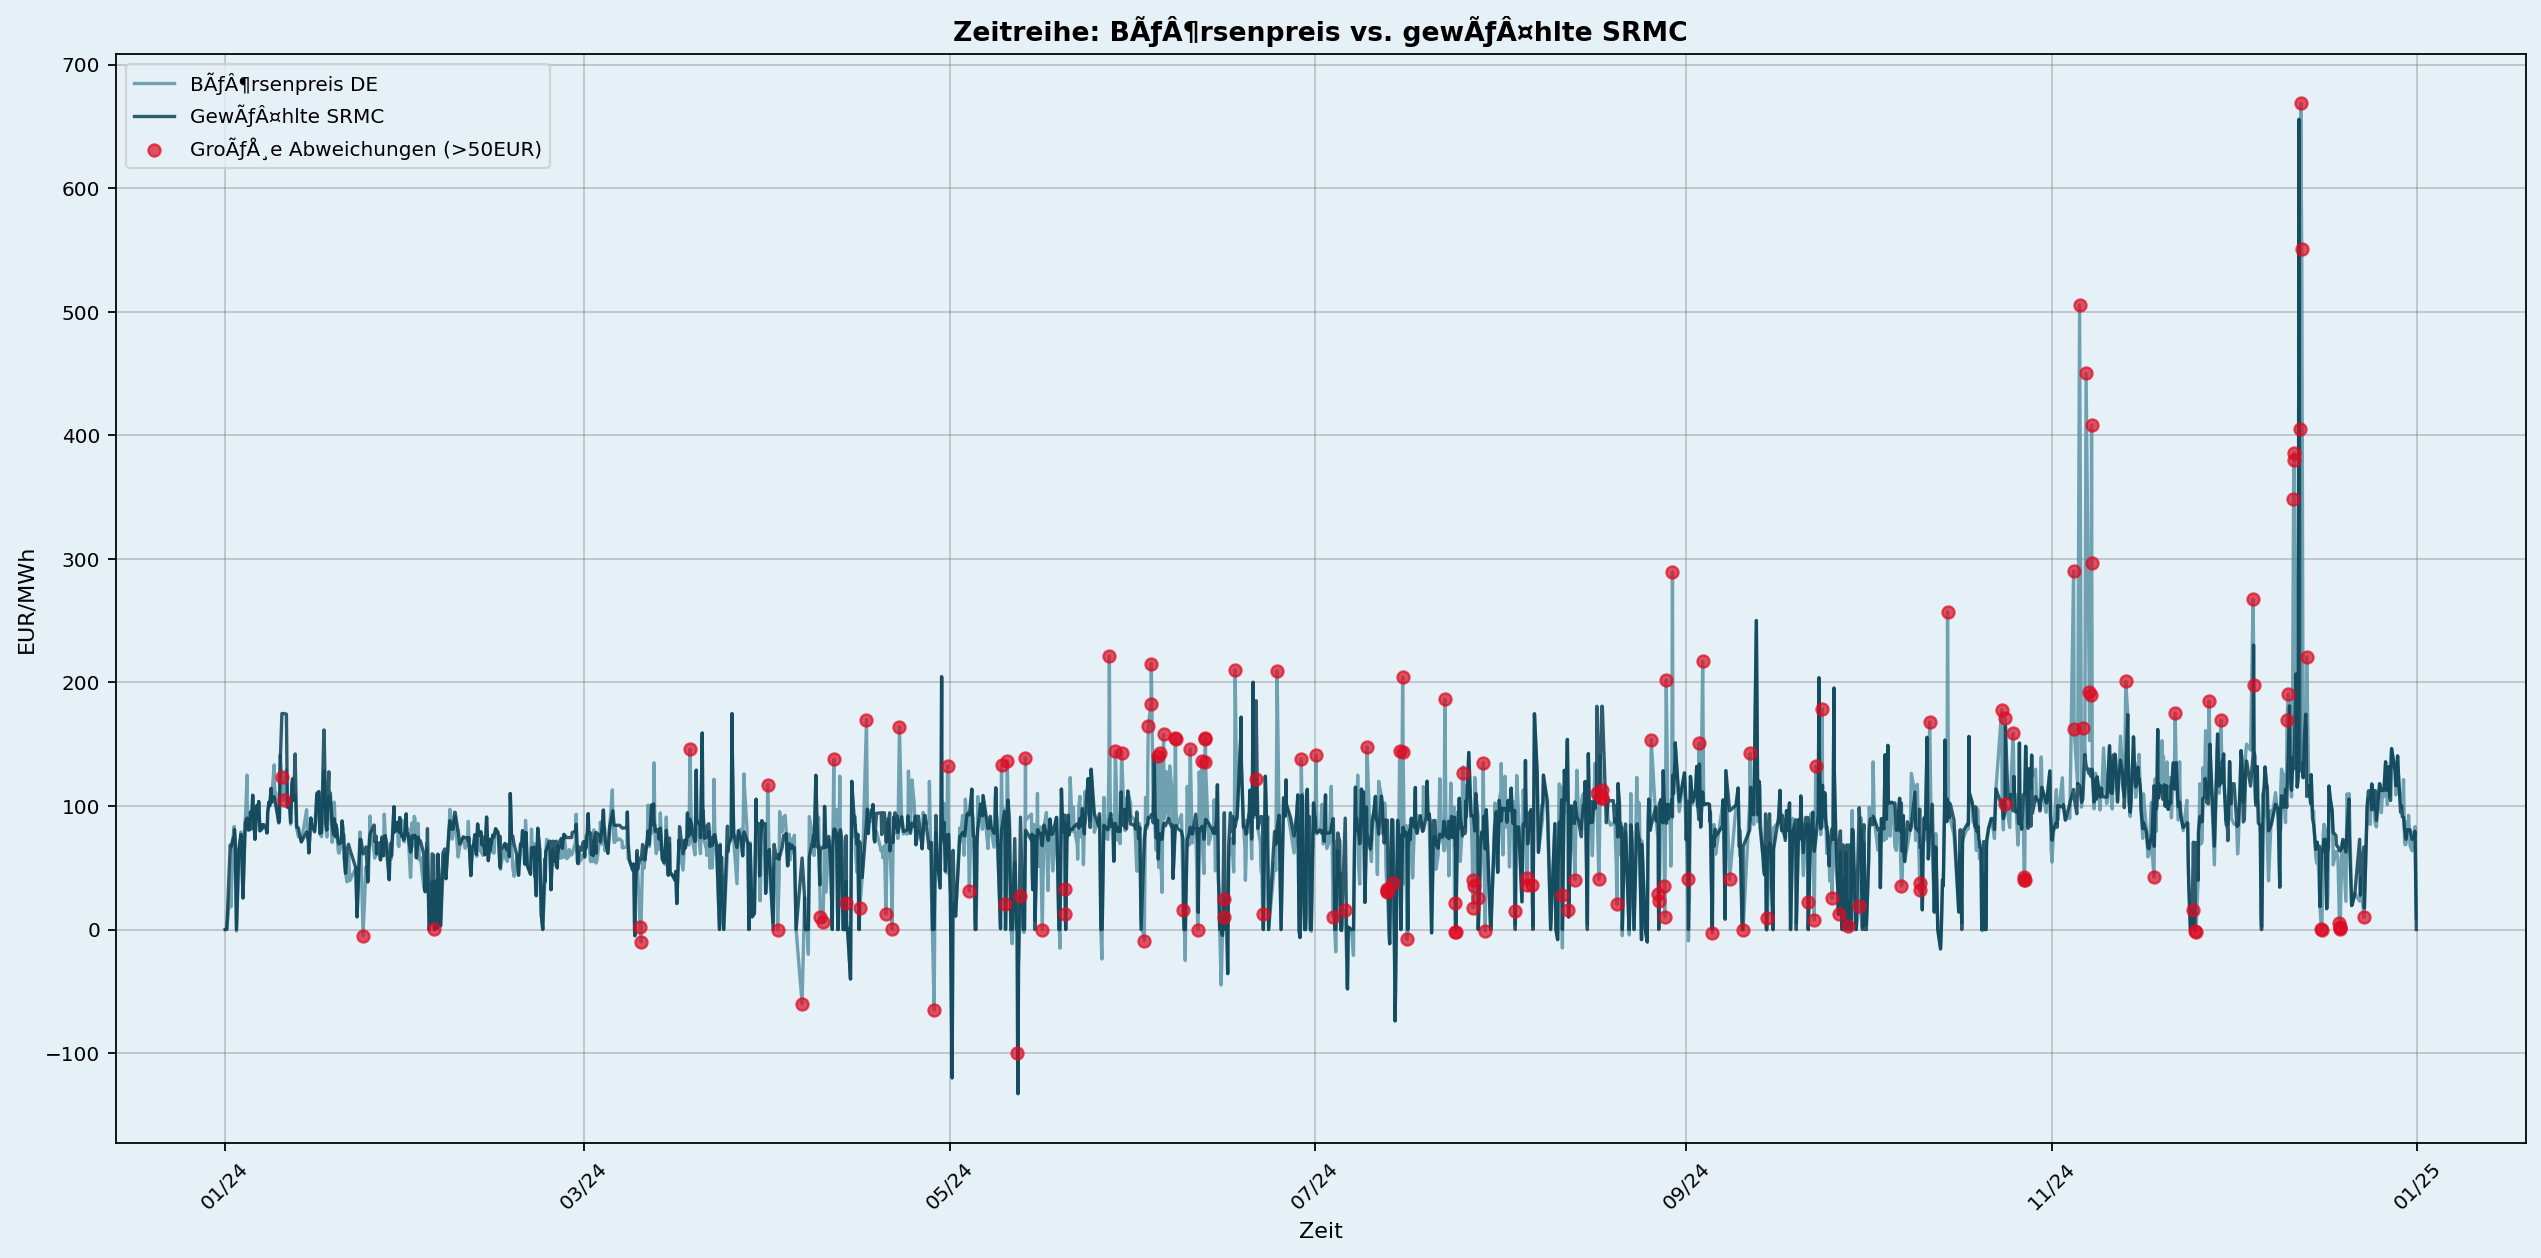 Zeitreihe: BÃƒÂ¶rsenpreis vs. gewÃƒÂ¤hlte SRMC
BÃƒÂ¶rsenpreis DE
GewÃƒÂ¤hlte SRMC
GroÃƒÅ¸e Abweichungen (>50EUR)
EUR/MWh
700
600
500
400
300
200
100
0
−100
01/24
03/24
05/24
07/24
09/24
11/24
01/25
Zeit